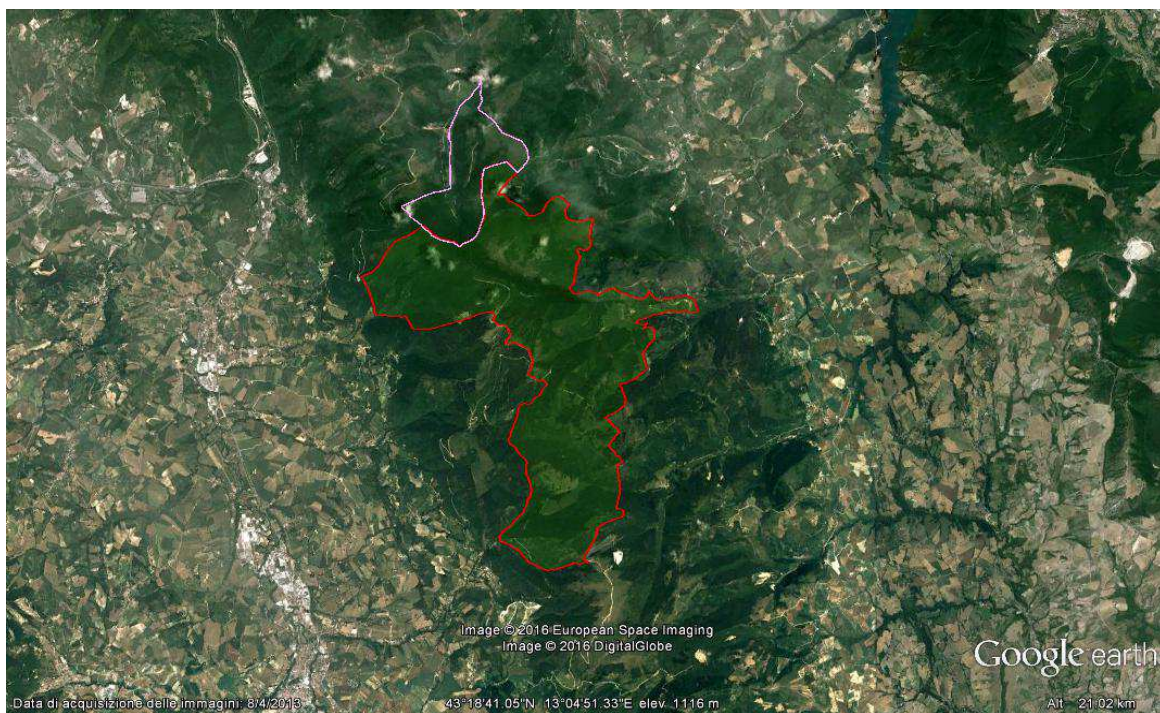 Image © 2016 European Space Imaging
Image © 2016 DigitalGlobe
Google earth
Data di acquisizione delle immagini: 8/4/2013 43°18'41.05"N 13°04'51.33"E elev 1116 m Alt 21.02 km